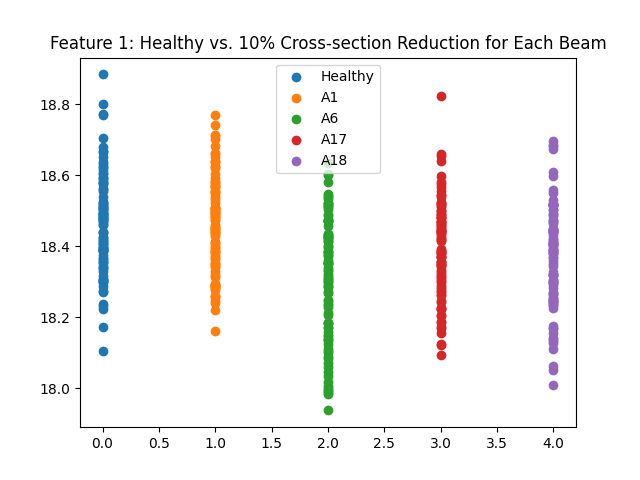 Feature 1: Healthy vs. 10% Cross-section Reduction for Each Beam
Healthy
A1
A6
A17
A18
18.8
18.6
18.4
18.2
18.0
0.0 0.5 1.0 1.5 2.0 2.5 3.0 3.5 4.0